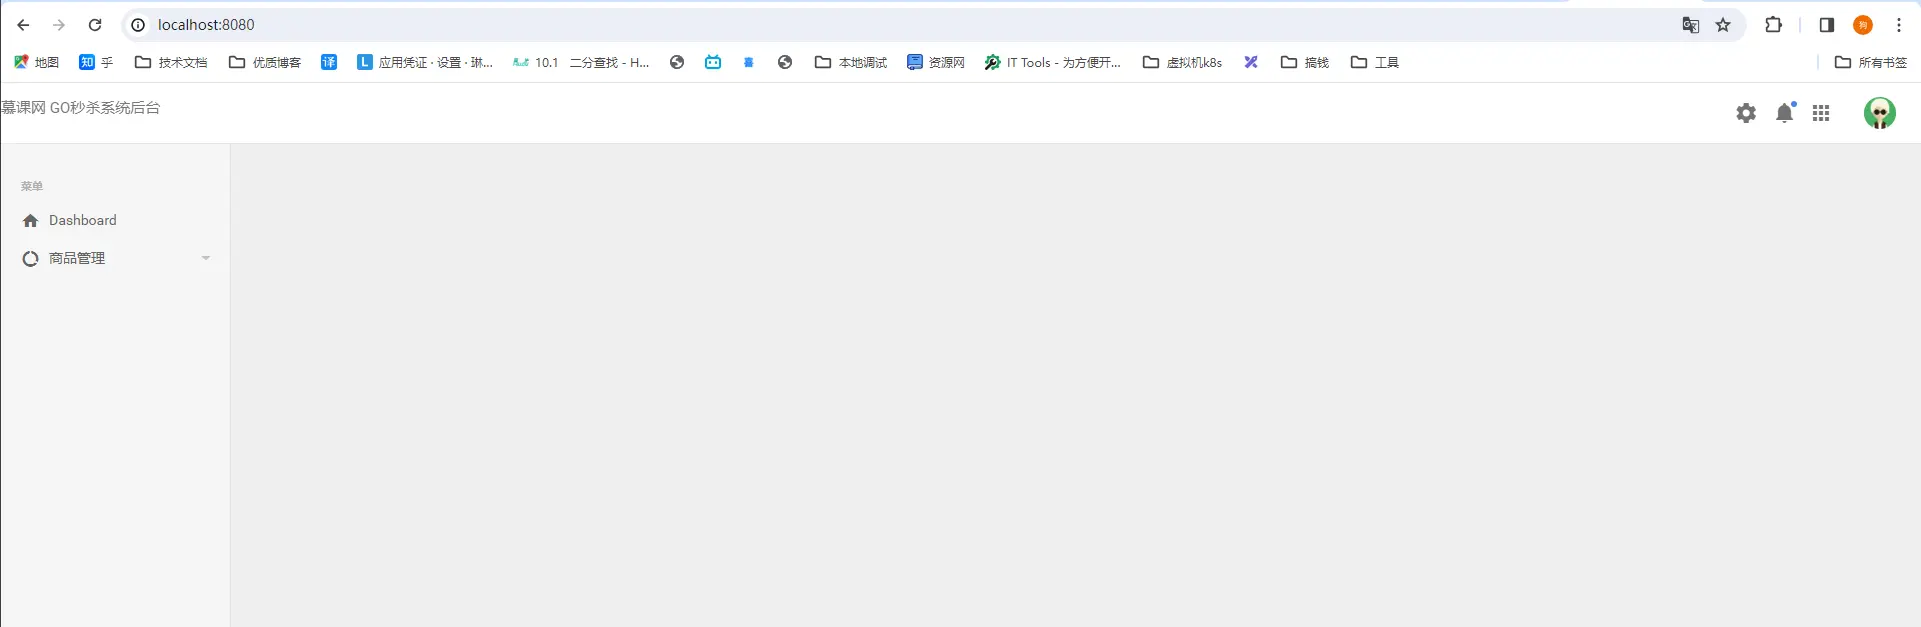 localhost:8080
地图 知 乎 技术文档 优质博客 译 L 应用凭证 · 设置 · 琳... 10.1 二分查找 - H... 本地调试 资源网 IT Tools - 为方便开... 虚拟机k8s 搞钱 工具 所有书签
慕课网 GO秒杀系统后台
菜单
Dashboard
商品管理